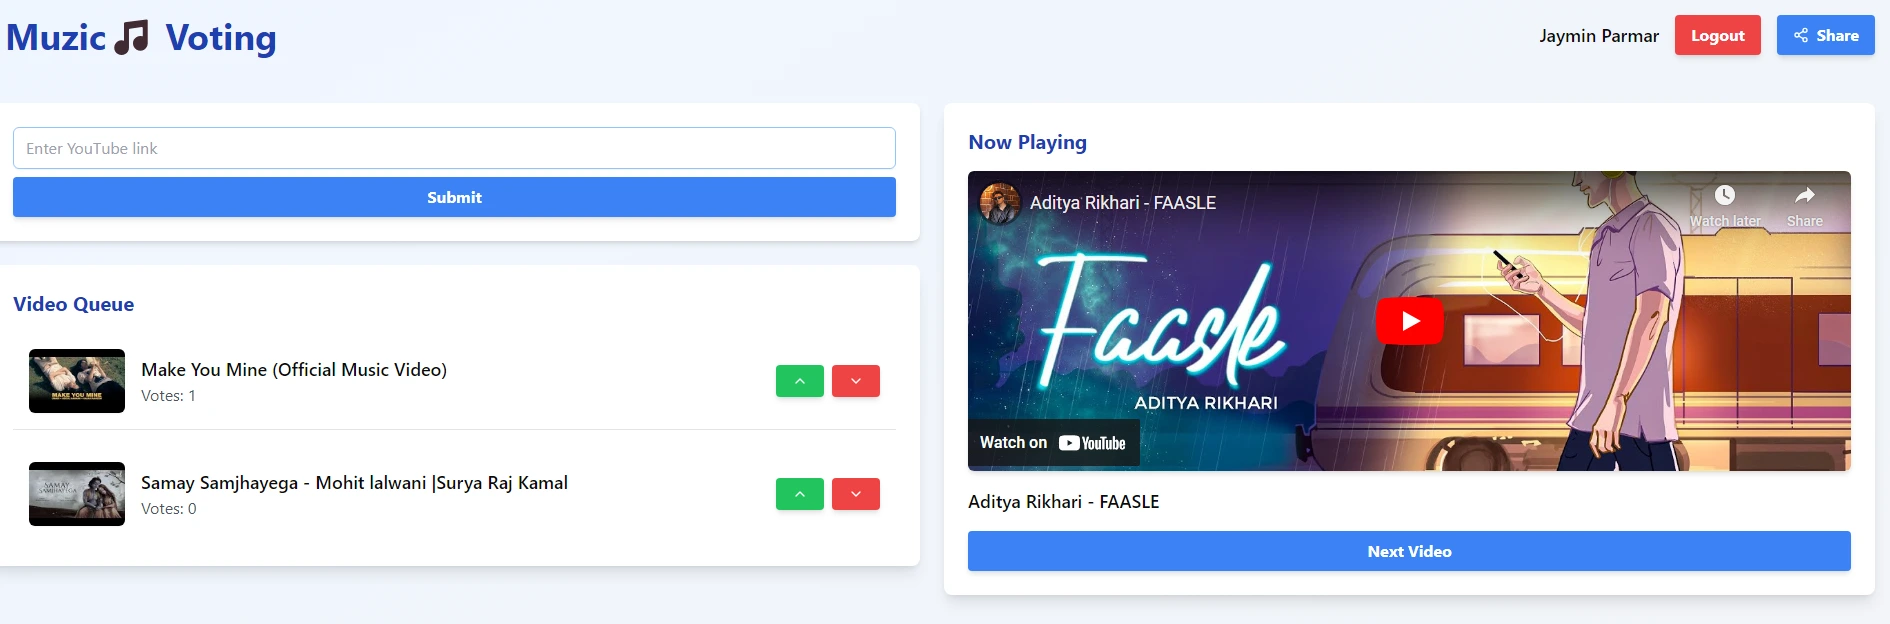 Muzic Voting
Jaymin Parmar
Logout
Share
Enter YouTube link
Submit
Video Queue
MAKE YOU MINE
Make You Mine (Official Music Video)
Votes: 1
SAMAY
SAMJHAYEGA
Samay Samjhayega - Mohit lalwani |Surya Raj Kamal
Votes: 0
Now Playing
Aditya Rikhari - FAASLE
Watch later
Share
Faasle
ADITYA RIKHARI
Watch on YouTube
Aditya Rikhari - FAASLE
Next Video